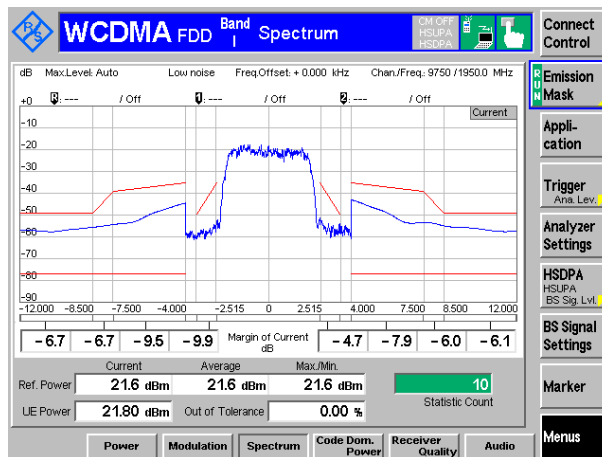 R S
WCDMA FDD Band I Spectrum
CM OFF
HSUPA
HSDPA
Connect
Control
dB Max.Level: Auto Low noise Freq.Offset: + 0.000 kHz Chan./Freq.: 9750 / 1950.0 MHz
RUN
Emission
Mask
+0 R: --- / Off 1: --- / Off 2: --- / Off
Current
-10
-20
-30
-40
-50
-60
-70
-80
-90
-12.000 -8.500 -7.500 -4.000 -2.515 0 2.515 4.000 7.500 8.500 12.000
Appli-
cation
Trigger
Ana. Lev.
Analyzer
Settings
HSDPA
HSUPA
BS Sig. Lvl.
BS Signal
Settings
Marker
Menus
- 6.7 - 6.7 - 9.5 - 9.9 Margin of Current dB - 4.7 - 7.9 - 6.0 - 6.1
Current Average Max./Min.
Ref. Power 21.6 dBm 21.6 dBm 21.6 dBm 10
Statistic Count
UE Power 21.80 dBm Out of Tolerance 0.00 %
Power Modulation Spectrum Code Dom. Power Receiver Quality Audio